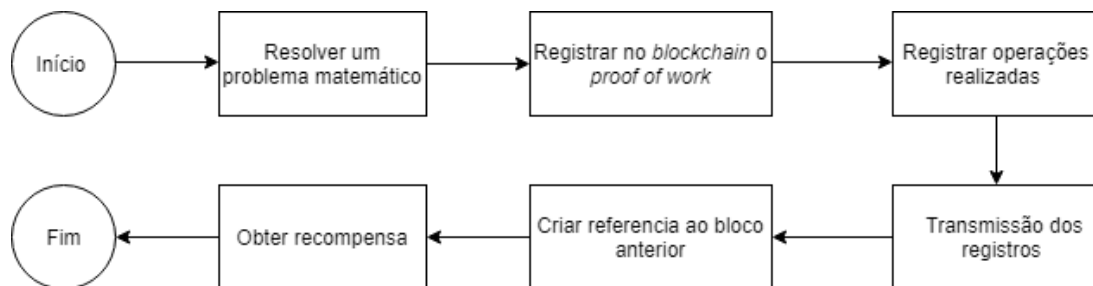 Início
Resolver um
problema matemático
Registrar no blockchain o
proof of work
Registrar operações
realizadas
Transmissão dos
registros
Criar referencia ao bloco
anterior
Obter recompensa
Fim